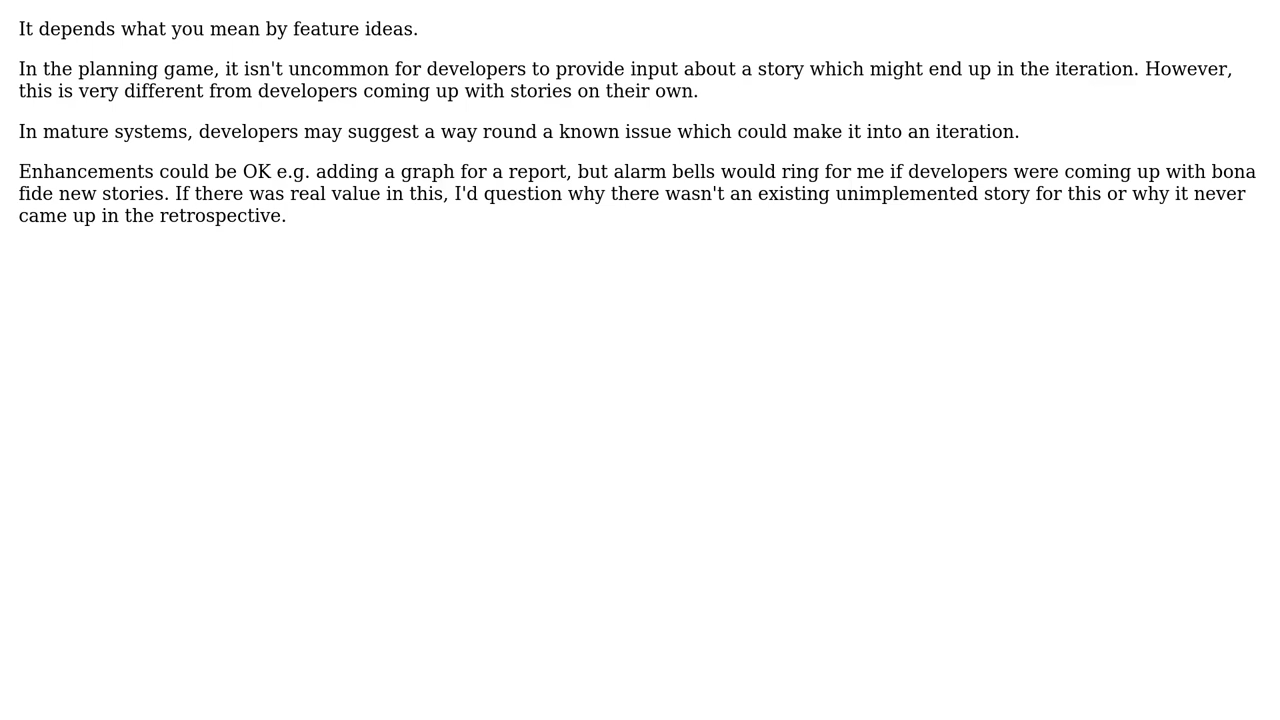 It depends what you mean by feature ideas.
In the planning game, it isn't uncommon for developers to provide input about a story which might end up in the iteration. However,
this is very different from developers coming up with stories on their own.
In mature systems, developers may suggest a way round a known issue which could make it into an iteration.
Enhancements could be OK e.g. adding a graph for a report, but alarm bells would ring for me if developers were coming up with bona
fide new stories. If there was real value in this, I'd question why there wasn't an existing unimplemented story for this or why it never
came up in the retrospective.